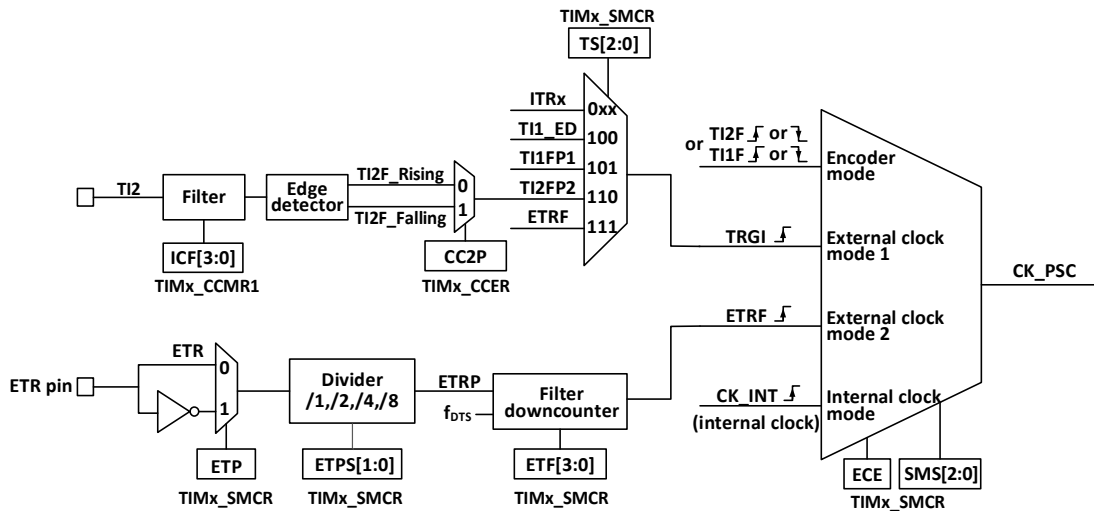 TIMx_SMCR
TS[2:0]
ITRx
0xx
TI1_ED
100
TI1FP1
101
TI2FP2
110
ETRF
111
TI2
Filter
ICF[3:0]
TIMx_CCMR1
Edge
detector
TI2F_Rising
TI2F_Falling
0
1
CC2P
TIMx_CCER
or TI2F or
TI1F or
Encoder
mode
TRGI
External clock
mode 1
ETRF
External clock
mode 2
CK_INT
(internal clock)
Internal clock
mode
CK_PSC
ECE
SMS[2:0]
TIMx_SMCR
ETR pin
ETR
0
1
ETP
TIMx_SMCR
Divider
/1,/2,/4,/8
ETPS[1:0]
TIMx_SMCR
ETRP
fDTS
Filter
downcounter
ETF[3:0]
TIMx_SMCR